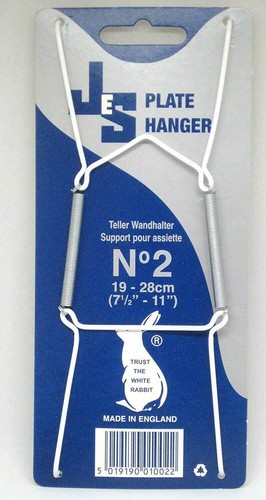 JES
PLATE
HANGER
Teller Wandhalter
Support pour assiette
Nº2
19 - 28cm
(7½" - 11")
®
TRUST
THE
WHITE
RABBIT
MADE IN ENGLAND
5 019190 010022